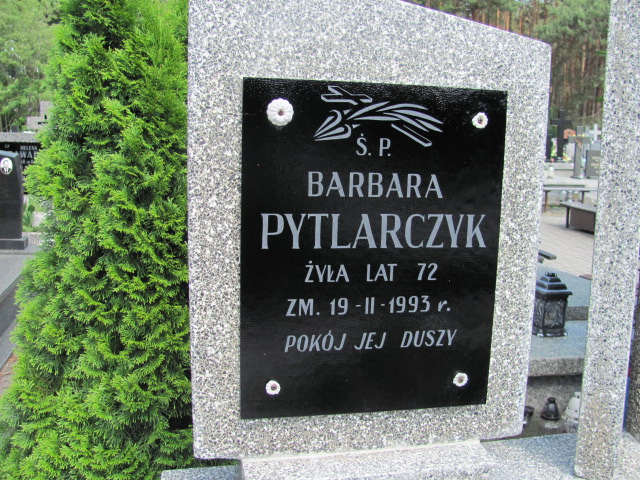 Ś. P.
BARBARA
PYTLARCZYK
ŻYŁA LAT 72
ZM. 19-II-1993 r.
POKÓJ JEJ DUSZY